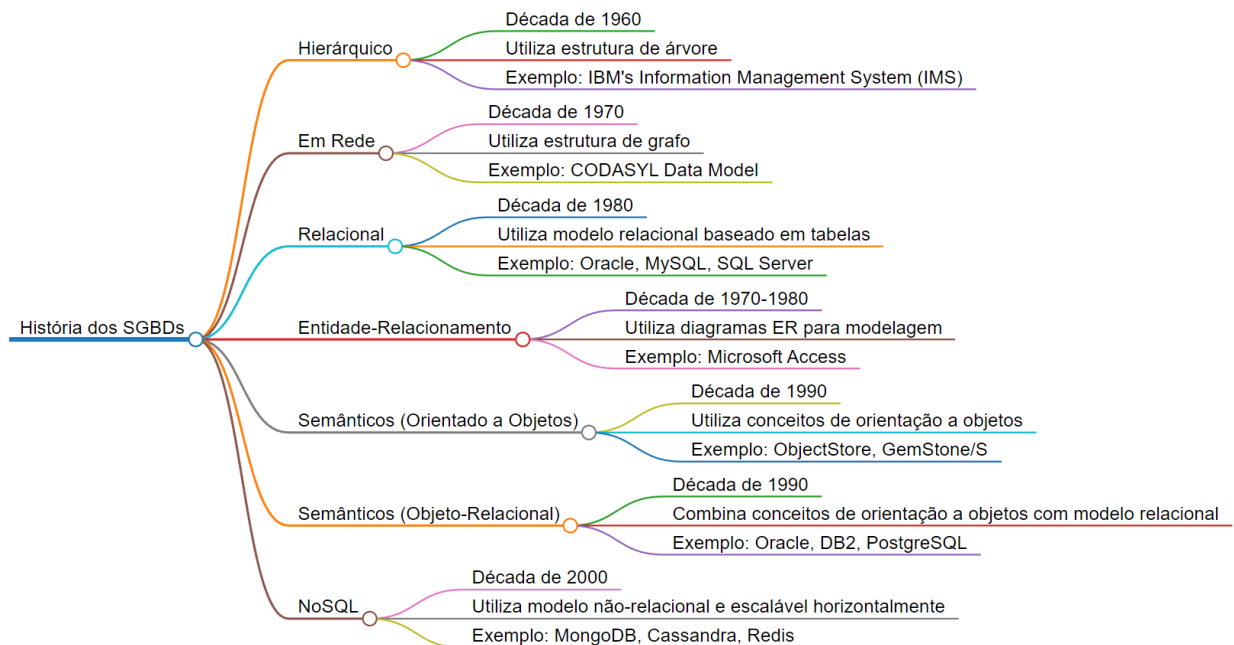 História dos SGBDs
Hierárquico
Década de 1960
Utiliza estrutura de árvore
Exemplo: IBM's Information Management System (IMS)
Em Rede
Década de 1970
Utiliza estrutura de grafo
Exemplo: CODASYL Data Model
Relacional
Década de 1980
Utiliza modelo relacional baseado em tabelas
Exemplo: Oracle, MySQL, SQL Server
Entidade-Relacionamento
Década de 1970-1980
Utiliza diagramas ER para modelagem
Exemplo: Microsoft Access
Semânticos (Orientado a Objetos)
Década de 1990
Utiliza conceitos de orientação a objetos
Exemplo: ObjectStore, GemStone/S
Semânticos (Objeto-Relacional)
Década de 1990
Combina conceitos de orientação a objetos com modelo relacional
Exemplo: Oracle, DB2, PostgreSQL
NoSQL
Década de 2000
Utiliza modelo não-relacional e escalável horizontalmente
Exemplo: MongoDB, Cassandra, Redis